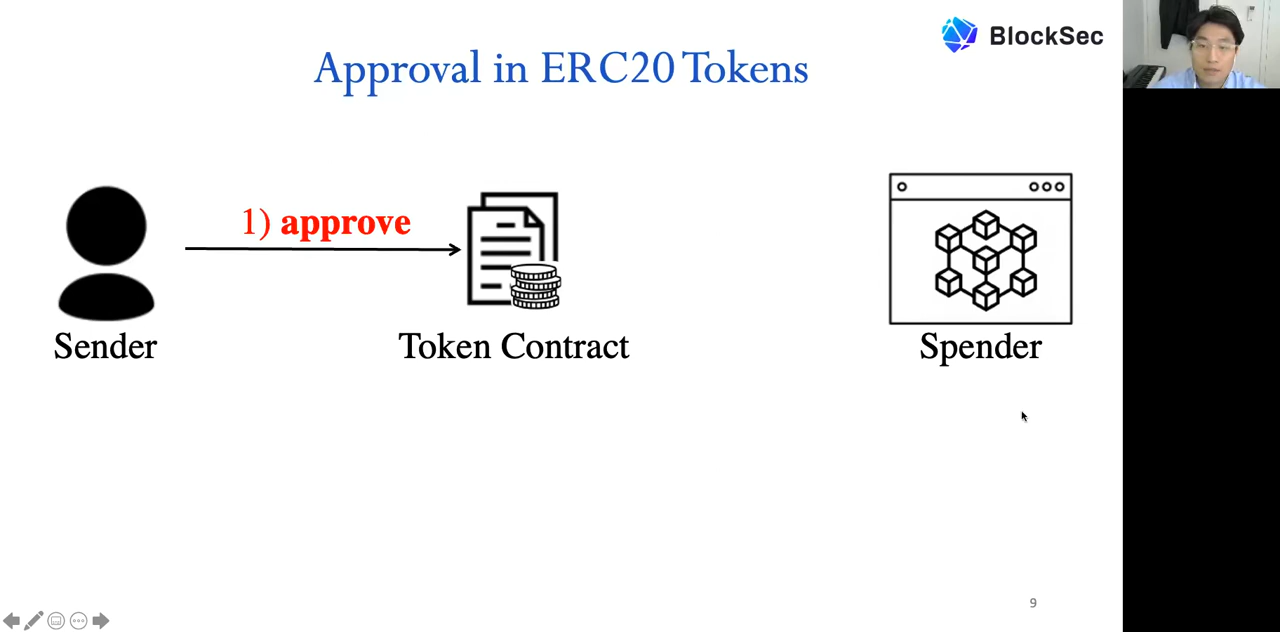 BlockSec
Approval in ERC20 Tokens
1) approve
Sender
Token Contract
Spender
9